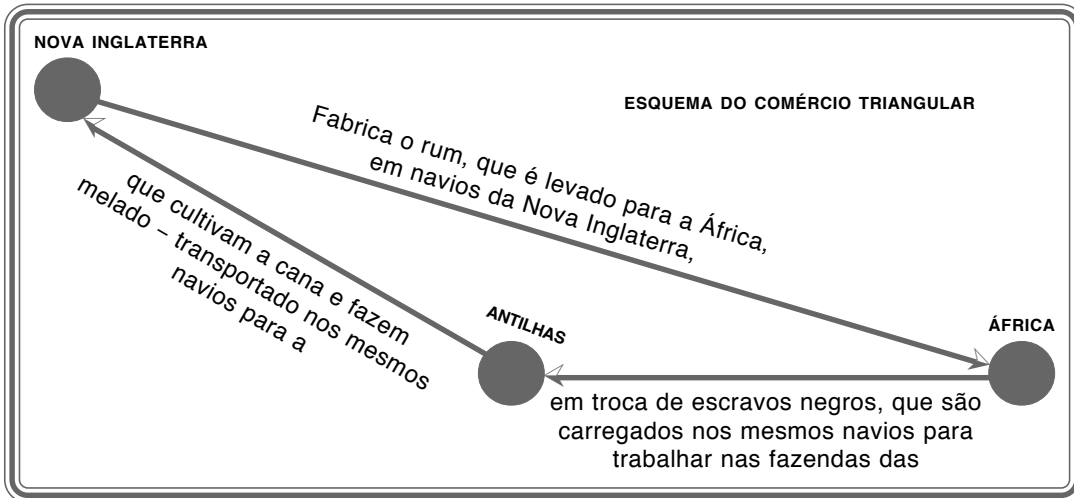 NOVA INGLATERRA
ESQUEMA DO COMÉRCIO TRIANGULAR
Fabrica o rum, que é levado para a África,
em navios da Nova Inglaterra,
que cultivam a cana e fazem
melado – transportado nos mesmos
navios para a
ANTILHAS
ÁFRICA
em troca de escravos negros, que são
carregados nos mesmos navios para
trabalhar nas fazendas das